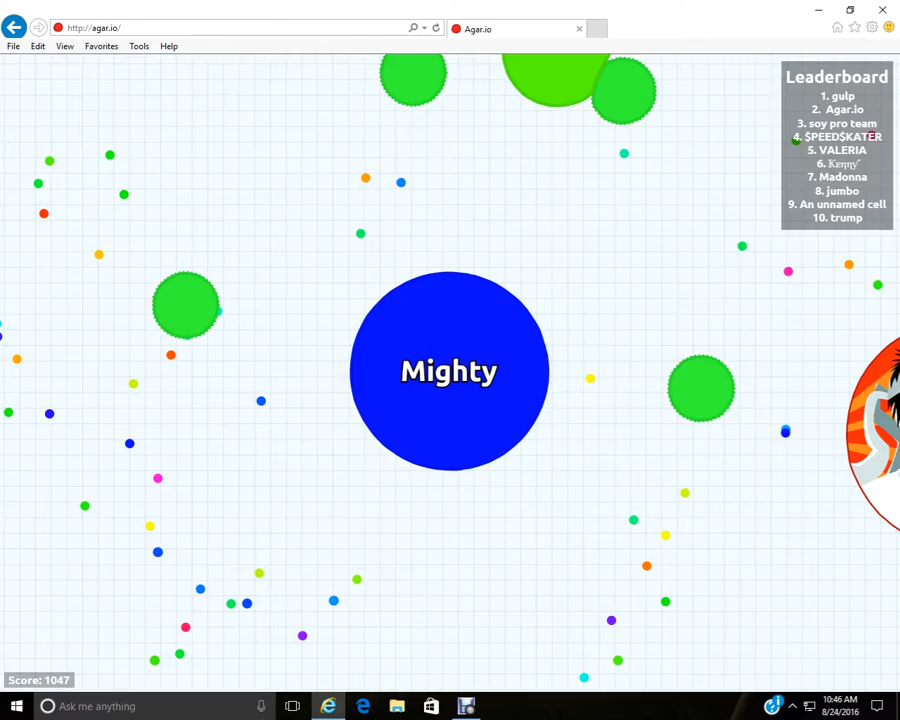 http://agar.io/
Agar.io
File Edit View Favorites Tools Help
Leaderboard
1. gulp
2. Agar.io
3. soy pro team
4. $PEED$KATER
5. VALERIA
7. Madonna
8. jumbo
9. An unnamed cell
10. trump
Mighty
Score: 1047
Ask me anything
10:46 AM
8/24/2016